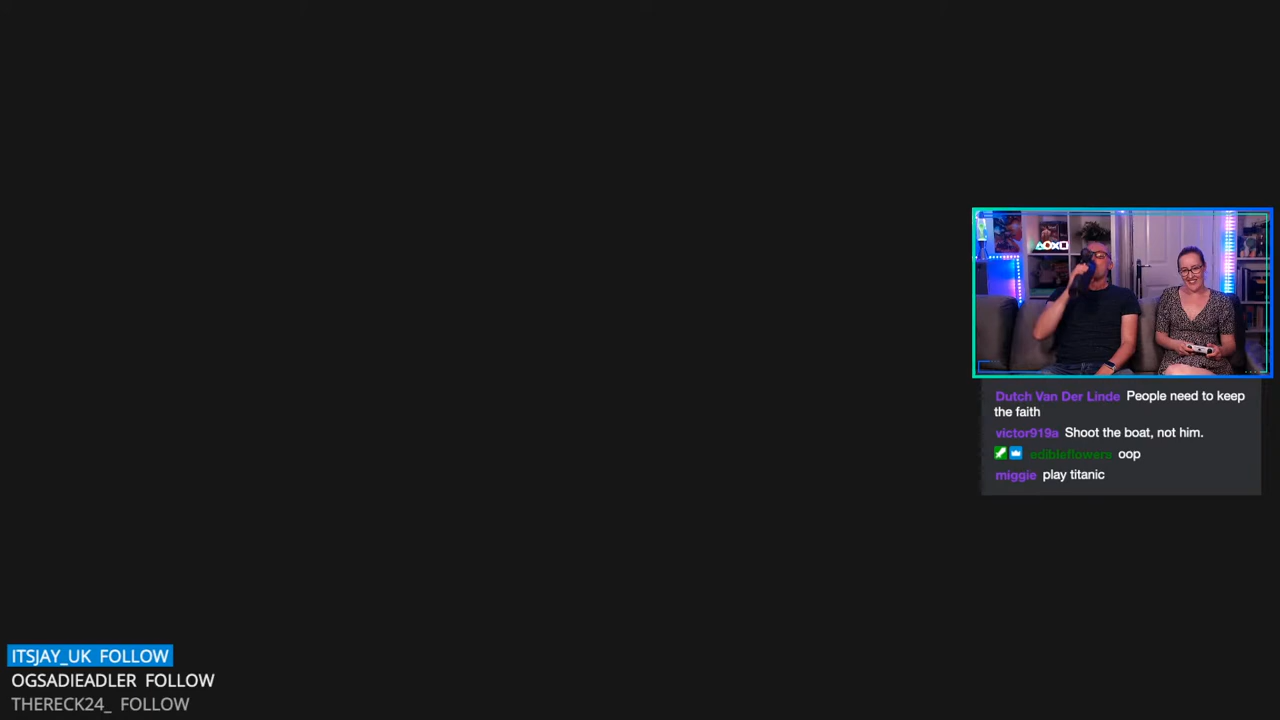 Dutch Van Der Linde People need to keep
the faith
victor919a Shoot the boat, not him.
edibleflowers oop
miggie play titanic
ITSJAY_UK FOLLOW
OGSADIEADLER FOLLOW
THERECK24_ FOLLOW